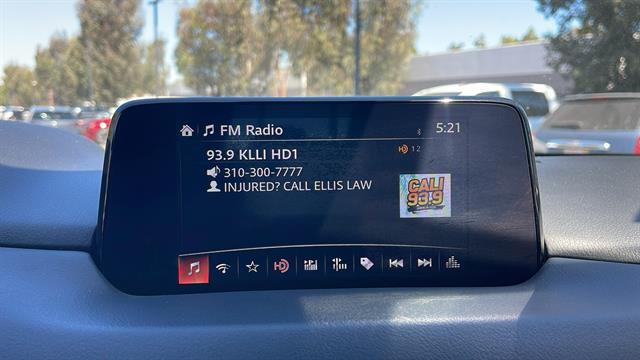 FM Radio
5:21
93.9 KLLI HD1
HD 12
310-300-7777
INJURED? CALL ELLIS LAW
CALI
93.9